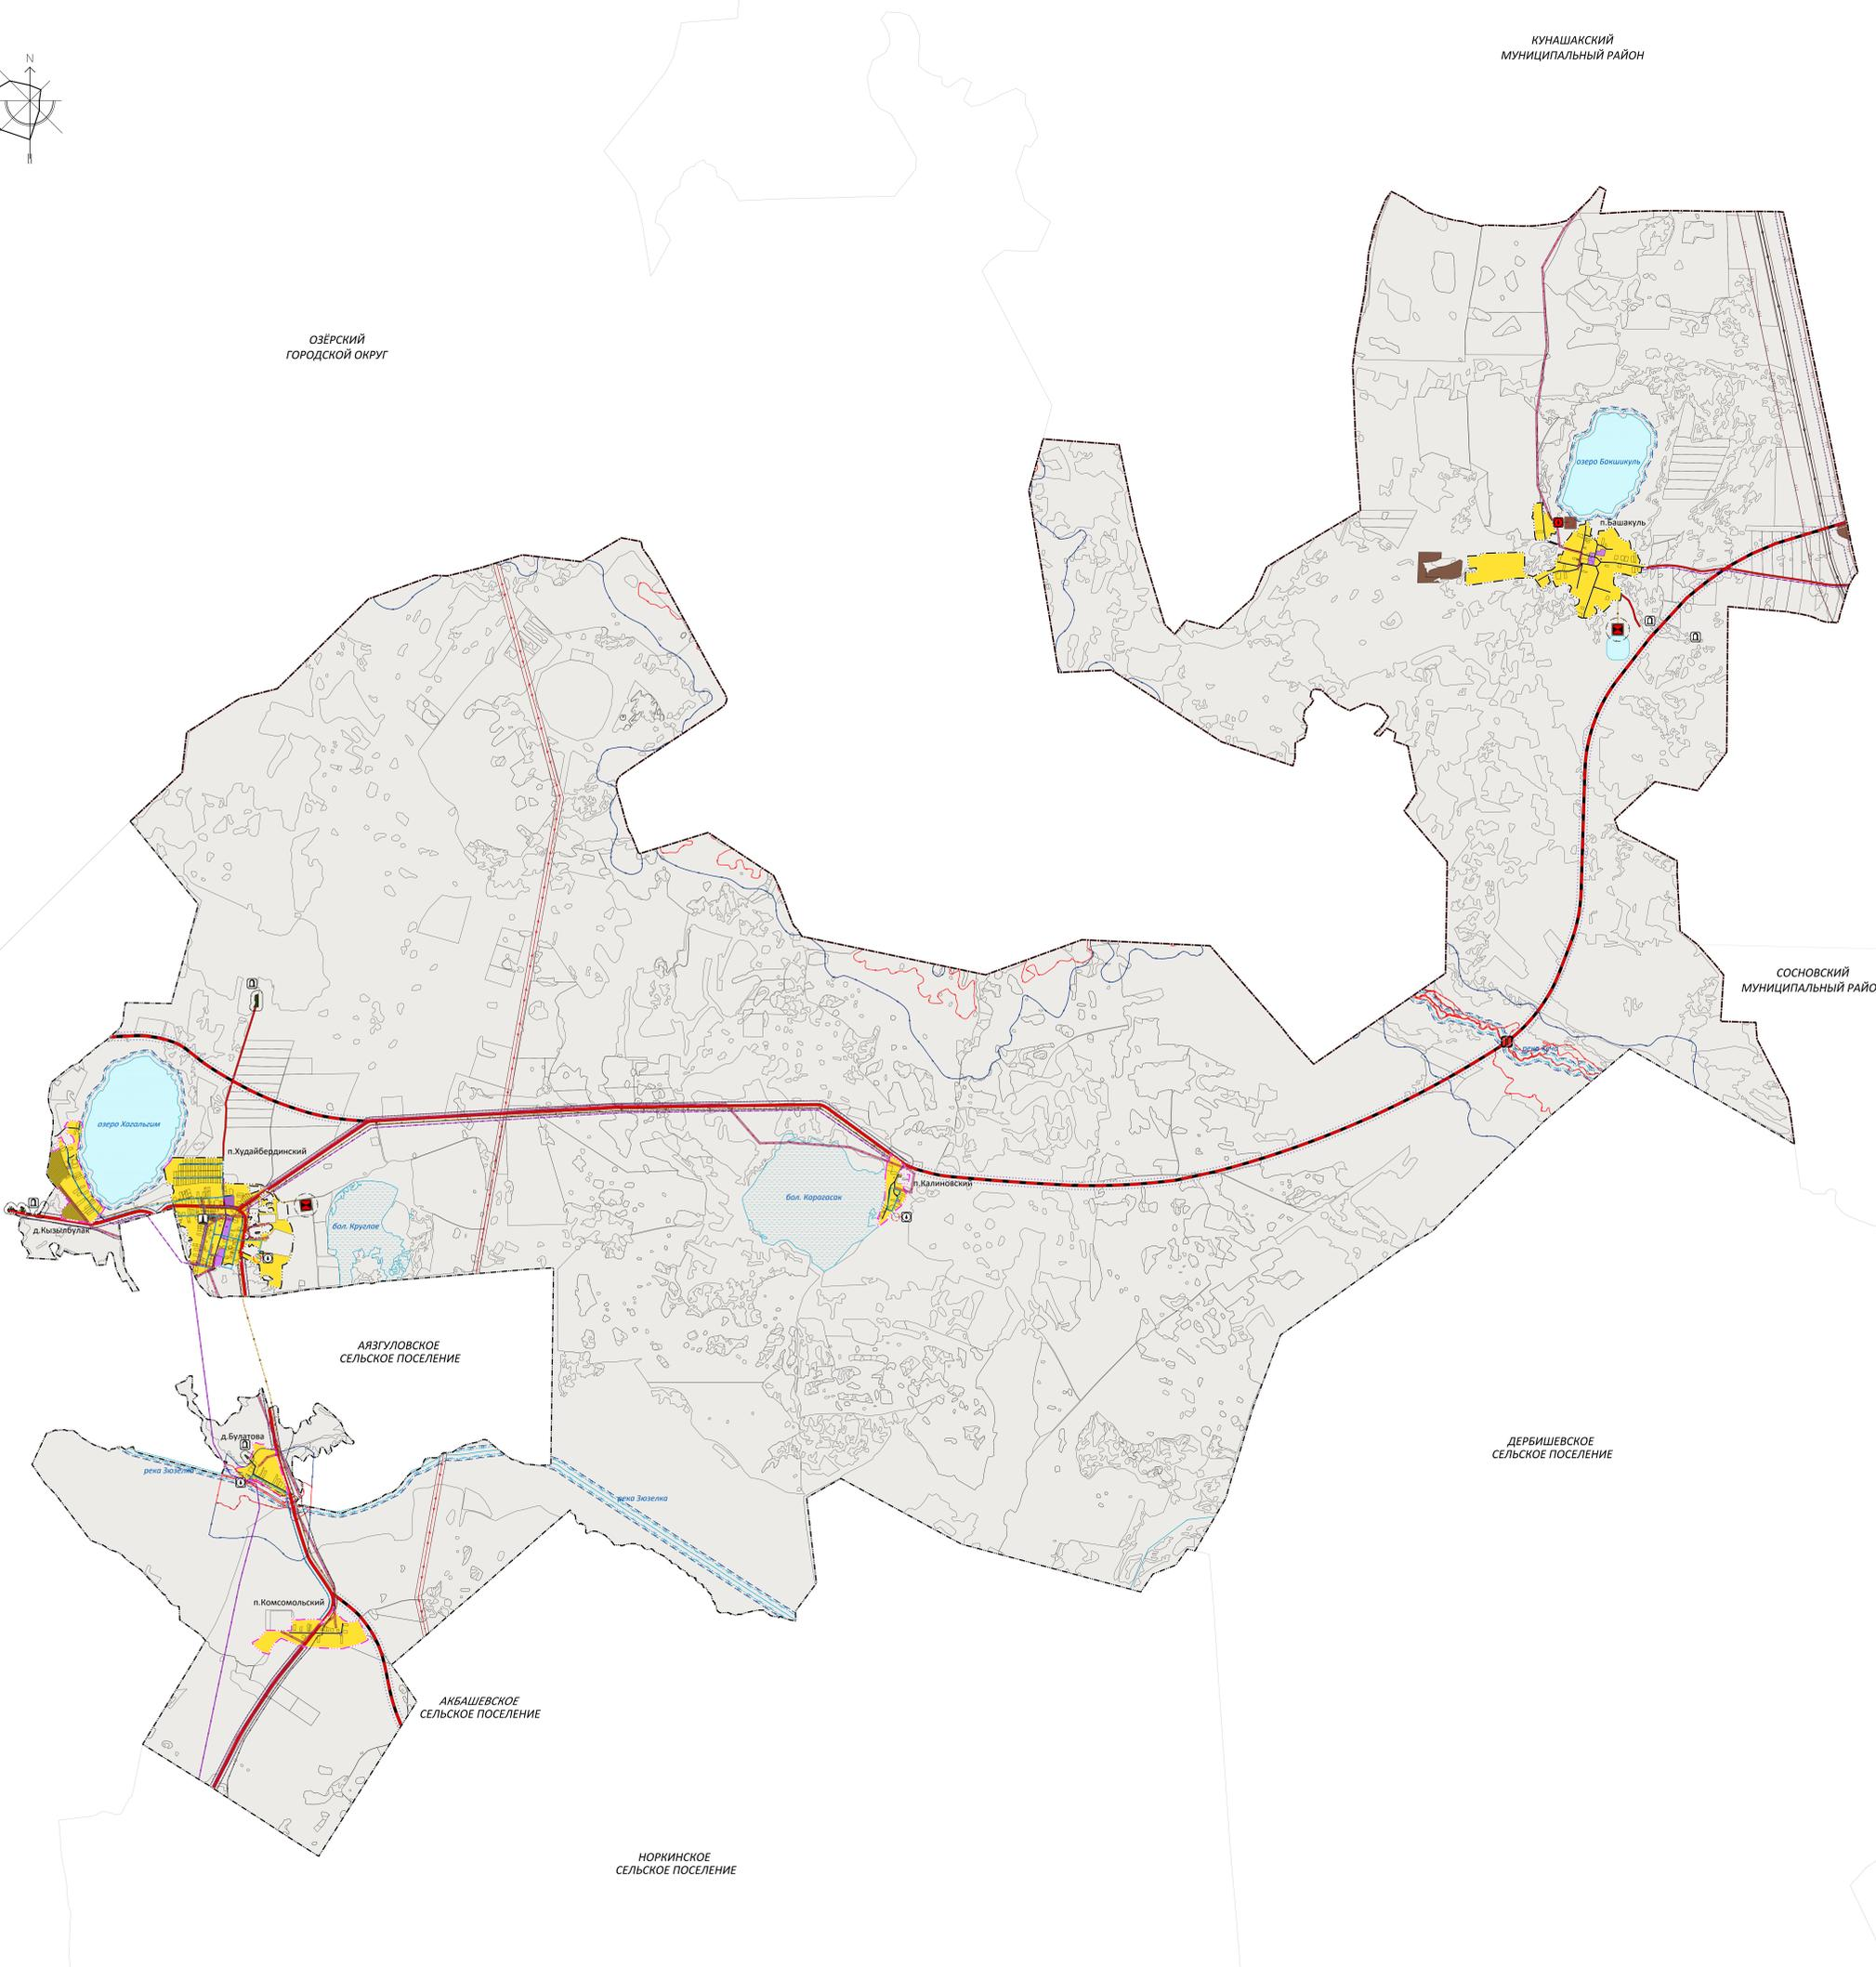 КУНАШАКСКИЙ
МУНИЦИПАЛЬНЫЙ РАЙОН
N
ОЗЁРСКИЙ
ГОРОДСКОЙ ОКРУГ
озеро Бокшикуль
п.Башакуль
СОСНОВСКИЙ
МУНИЦИПАЛЬНЫЙ РАЙО
озеро Хагальгим
п.Худайбердинский
п.Калиновский
бол. Карагасак
бол. Круглое
д.Кызылбулак
АЯЗГУЛОВСКОЕ
СЕЛЬСКОЕ ПОСЕЛЕНИЕ
д.Булатова
река Зюзелка
река Зюзелка
ДЕРБИШЕВСКОЕ
СЕЛЬСКОЕ ПОСЕЛЕНИЕ
п.Комсомольский
АКБАШЕВСКОЕ
СЕЛЬСКОЕ ПОСЕЛЕНИЕ
НОРКИНСКОЕ
СЕЛЬСКОЕ ПОСЕЛЕНИЕ